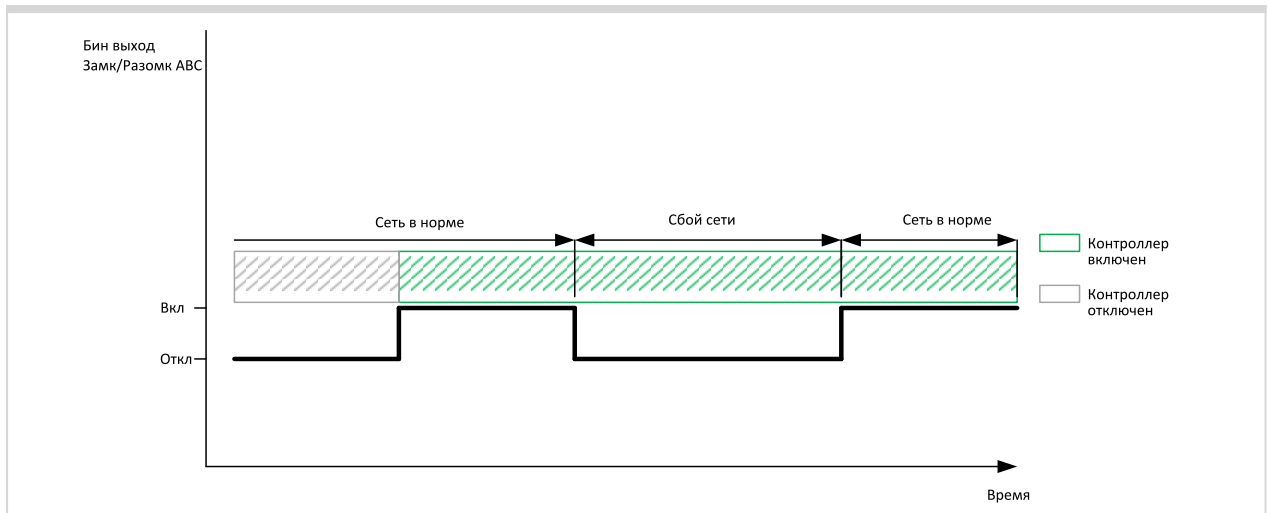 Бин выход
Замк/Разомк АВС
Сеть в норме
Сбой сети
Сеть в норме
Контроллер
включен
Контроллер
отключен
Вкл
Откл
Время